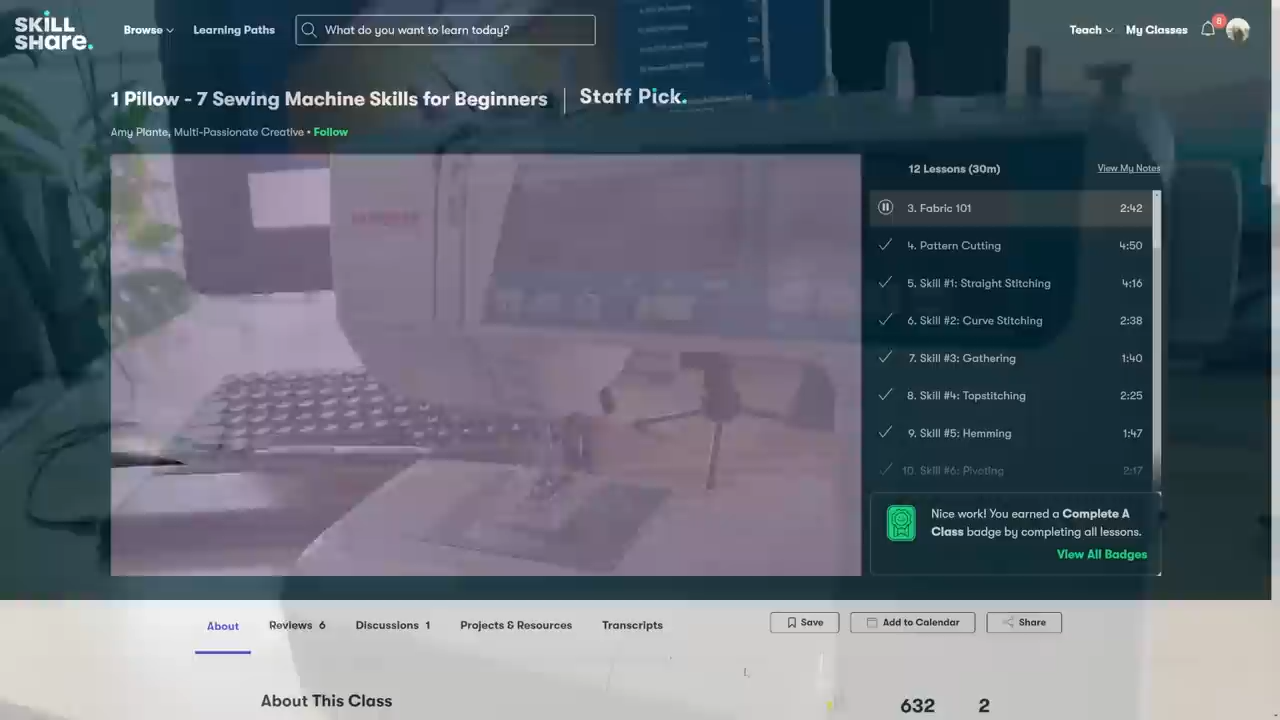 SKILL
SHare.
Browse
Learning Paths
What do you want to learn today?
Teach
My Classes
8
1 Pillow - 7 Sewing Machine Skills for Beginners
Staff Pick.
Amy Plante, Multi-Passionate Creative • Follow
12 Lessons (30m)
View My Notes
3. Fabric 101 2:42
4. Pattern Cutting 4:50
5. Skill #1: Straight Stitching 4:16
6. Skill #2: Curve Stitching 2:38
7. Skill #3: Gathering 1:40
8. Skill #4: Topstitching 2:25
9. Skill #5: Hemming 1:47
10. Skill #6: Pivoting 2:17
Nice work! You earned a Complete A
Class badge by completing all lessons.
View All Badges
About
Reviews 6
Discussions 1
Projects & Resources
Transcripts
Save
Add to Calendar
Share
About This Class
632
2